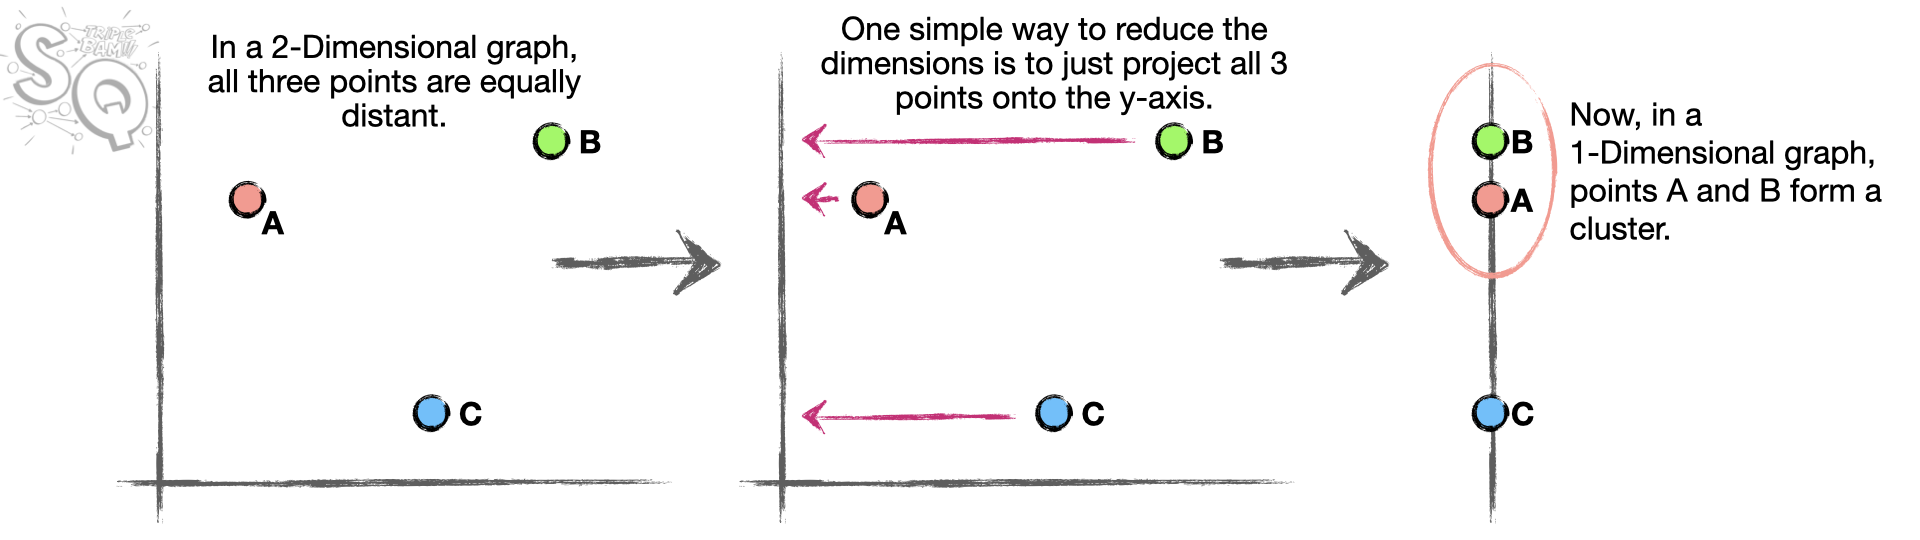 SQ
TRIPLE
BAM!!!
In a 2-Dimensional graph,
all three points are equally
distant.
B
A
C
One simple way to reduce the
dimensions is to just project all 3
points onto the y-axis.
B
A
C
B
A
C
Now, in a
1-Dimensional graph,
points A and B form a
cluster.